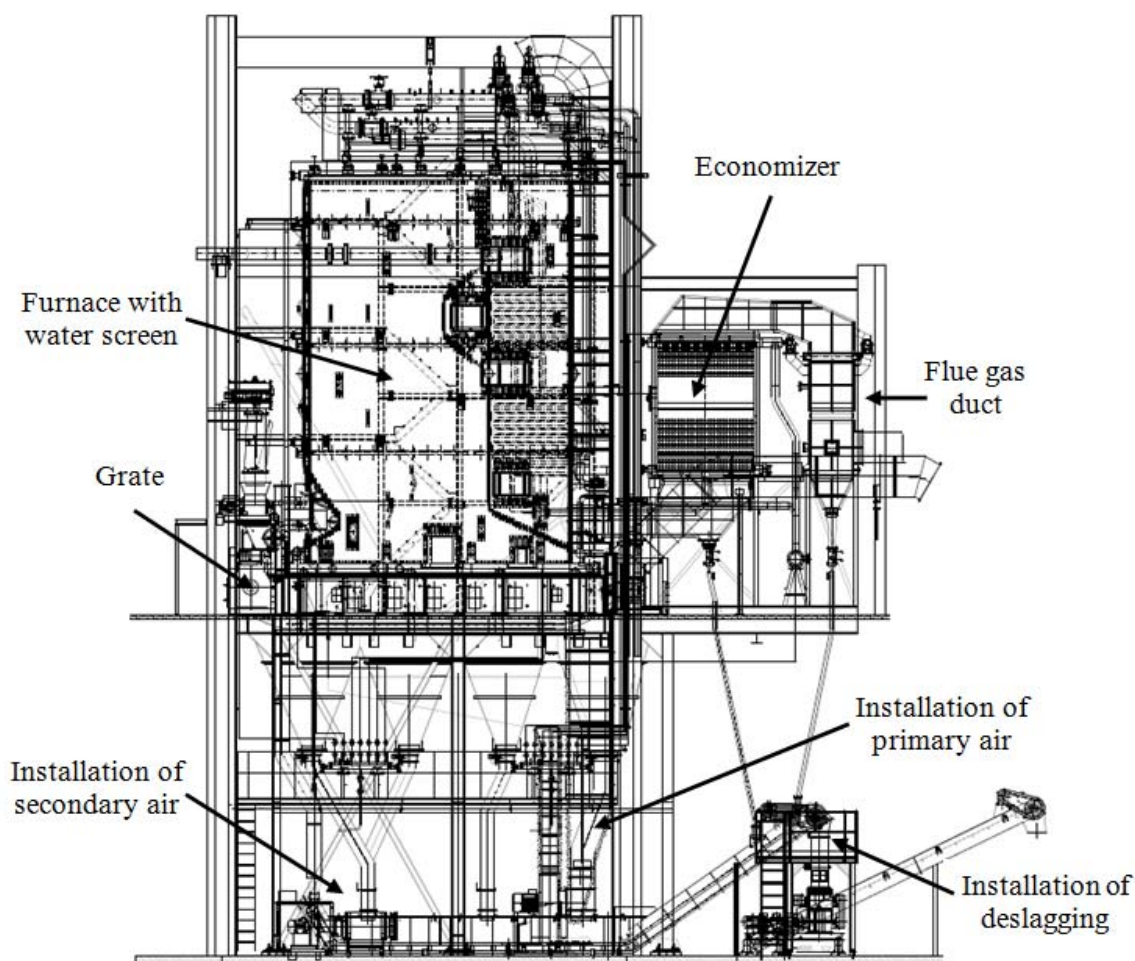 Economizer
Furnace with
water screen
Flue gas
duct
Grate
Installation of
primary air
Installation of
secondary air
Installation of
deslagging